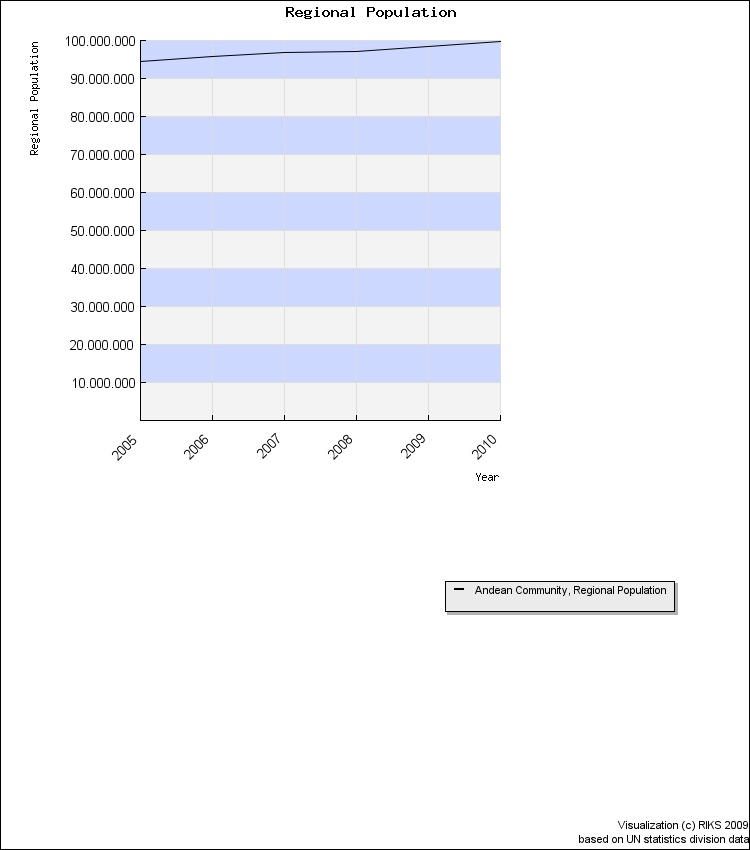 Regional Population
Regional Population
100.000.000
90.000.000
80.000.000
70.000.000
60.000.000
50.000.000
40.000.000
30.000.000
20.000.000
10.000.000
2005
2006
2007
2008
2009
2010
Year
Andean Community, Regional Population
Visualization (c) RIKS 2009
based on UN statistics division data